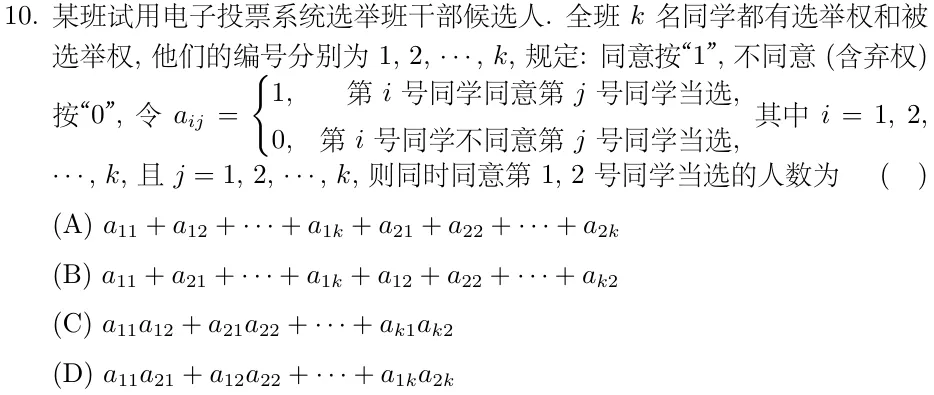 10. 某班试用电子投票系统选举班干部候选人. 全班 k 名同学都有选举权和被
选举权, 他们的编号分别为 1, 2, ⋯, k, 规定: 同意按“1”, 不同意 (含弃权)
按“0”, 令 a_{ij} = { 1, 第 i 号同学同意第 j 号同学当选, 0, 第 i 号同学不同意第 j 号同学当选, 其中 i = 1, 2,
⋯, k, 且 j = 1, 2, ⋯, k, 则同时同意第 1, 2 号同学当选的人数为 ( )
(A) a_{11} + a_{12} + ⋯ + a_{1k} + a_{21} + a_{22} + ⋯ + a_{2k}
(B) a_{11} + a_{21} + ⋯ + a_{1k} + a_{12} + a_{22} + ⋯ + a_{k2}
(C) a_{11}a_{12} + a_{21}a_{22} + ⋯ + a_{k1}a_{k2}
(D) a_{11}a_{21} + a_{12}a_{22} + ⋯ + a_{1k}a_{2k}